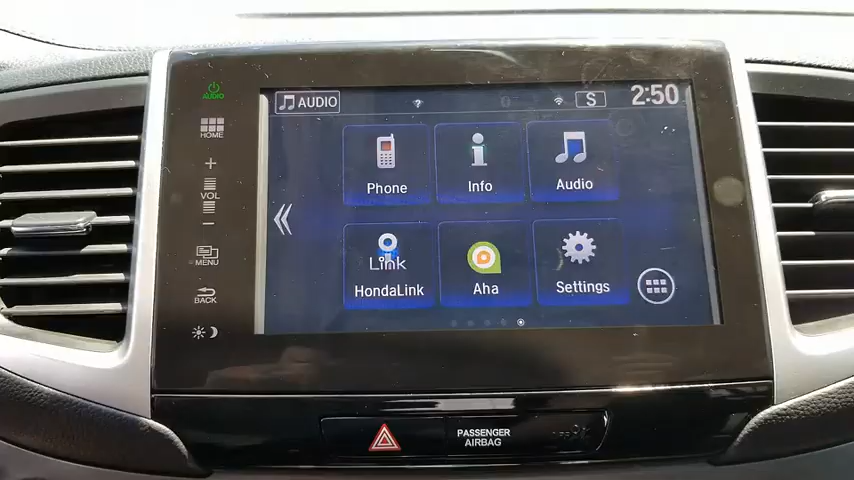 AUDIO
HOME
+
VOL
−
MENU
BACK
AUDIO
?
S
2:50
Phone
Info
Audio
Link
HondaLink
Aha
Settings
PASSENGER
AIRBAG